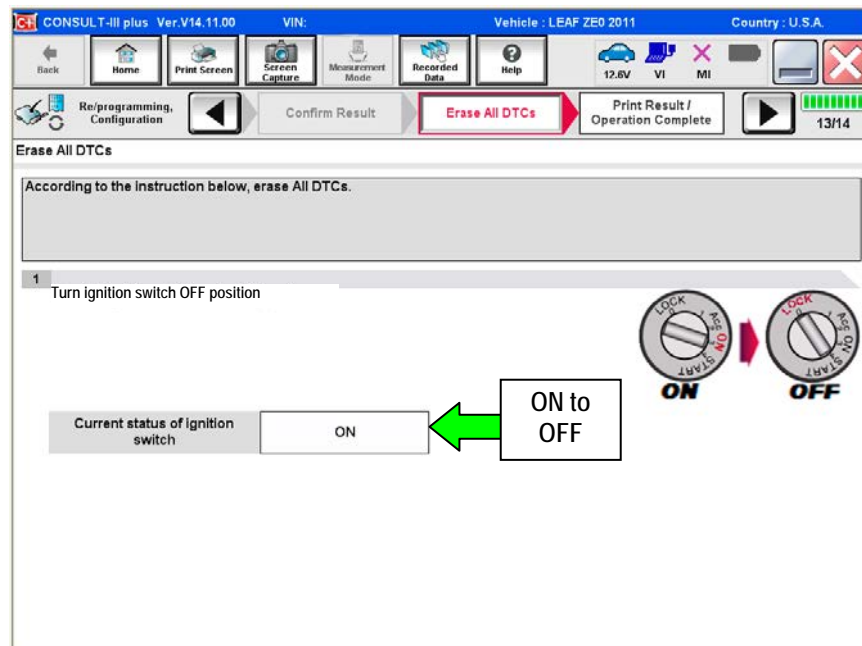 CONSULT-III plus Ver.V14.11.00 VIN: Vehicle : LEAF ZE0 2011 Country : U.S.A.
Back
Home
Print Screen
Screen
Capture
Measurement
Mode
Recorded
Data
Help
12.6V
VI
MI
Re/programming,
Configuration
Confirm Result
Erase All DTCs
Print Result /
Operation Complete
13/14
Erase All DTCs
According to the instruction below, erase All DTCs.
1
Turn ignition switch OFF position
LOCK
0
Acc
ON
START
ON
LOCK
0
Acc
ON
START
OFF
Current status of ignition
switch
ON
ON to
OFF